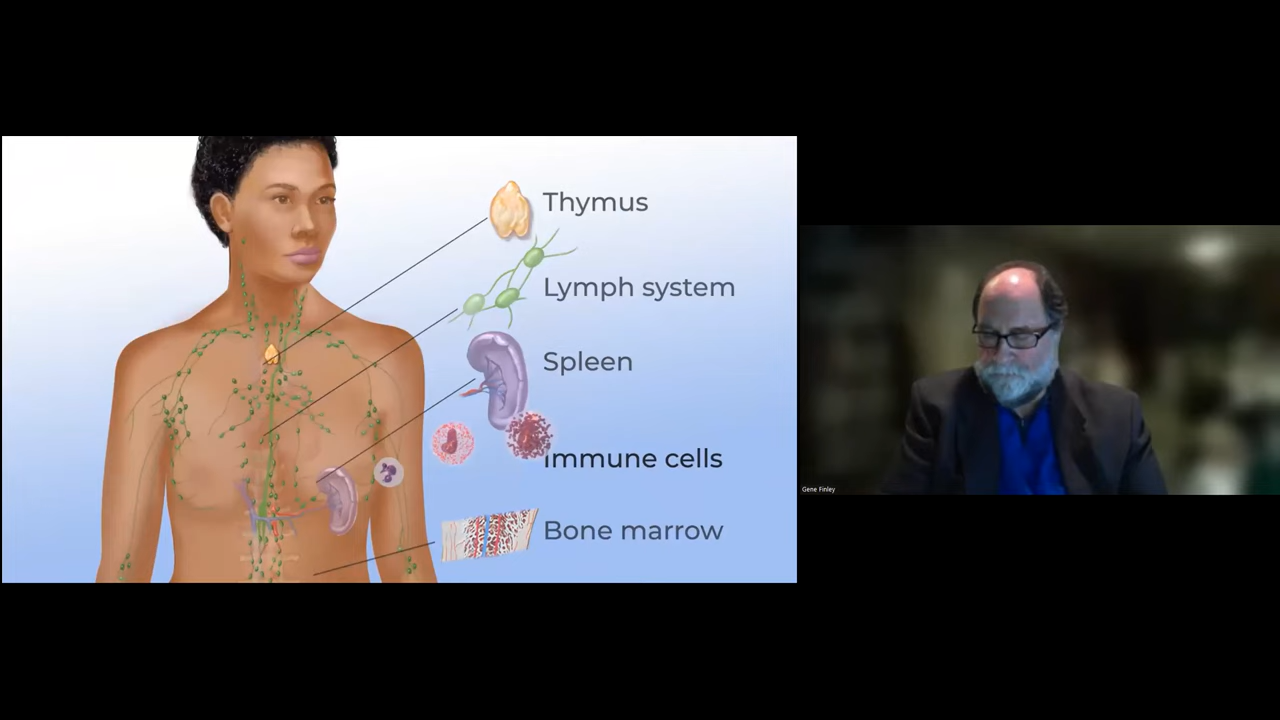 Thymus
Lymph system
Spleen
Immune cells
Bone marrow
Gene Finley